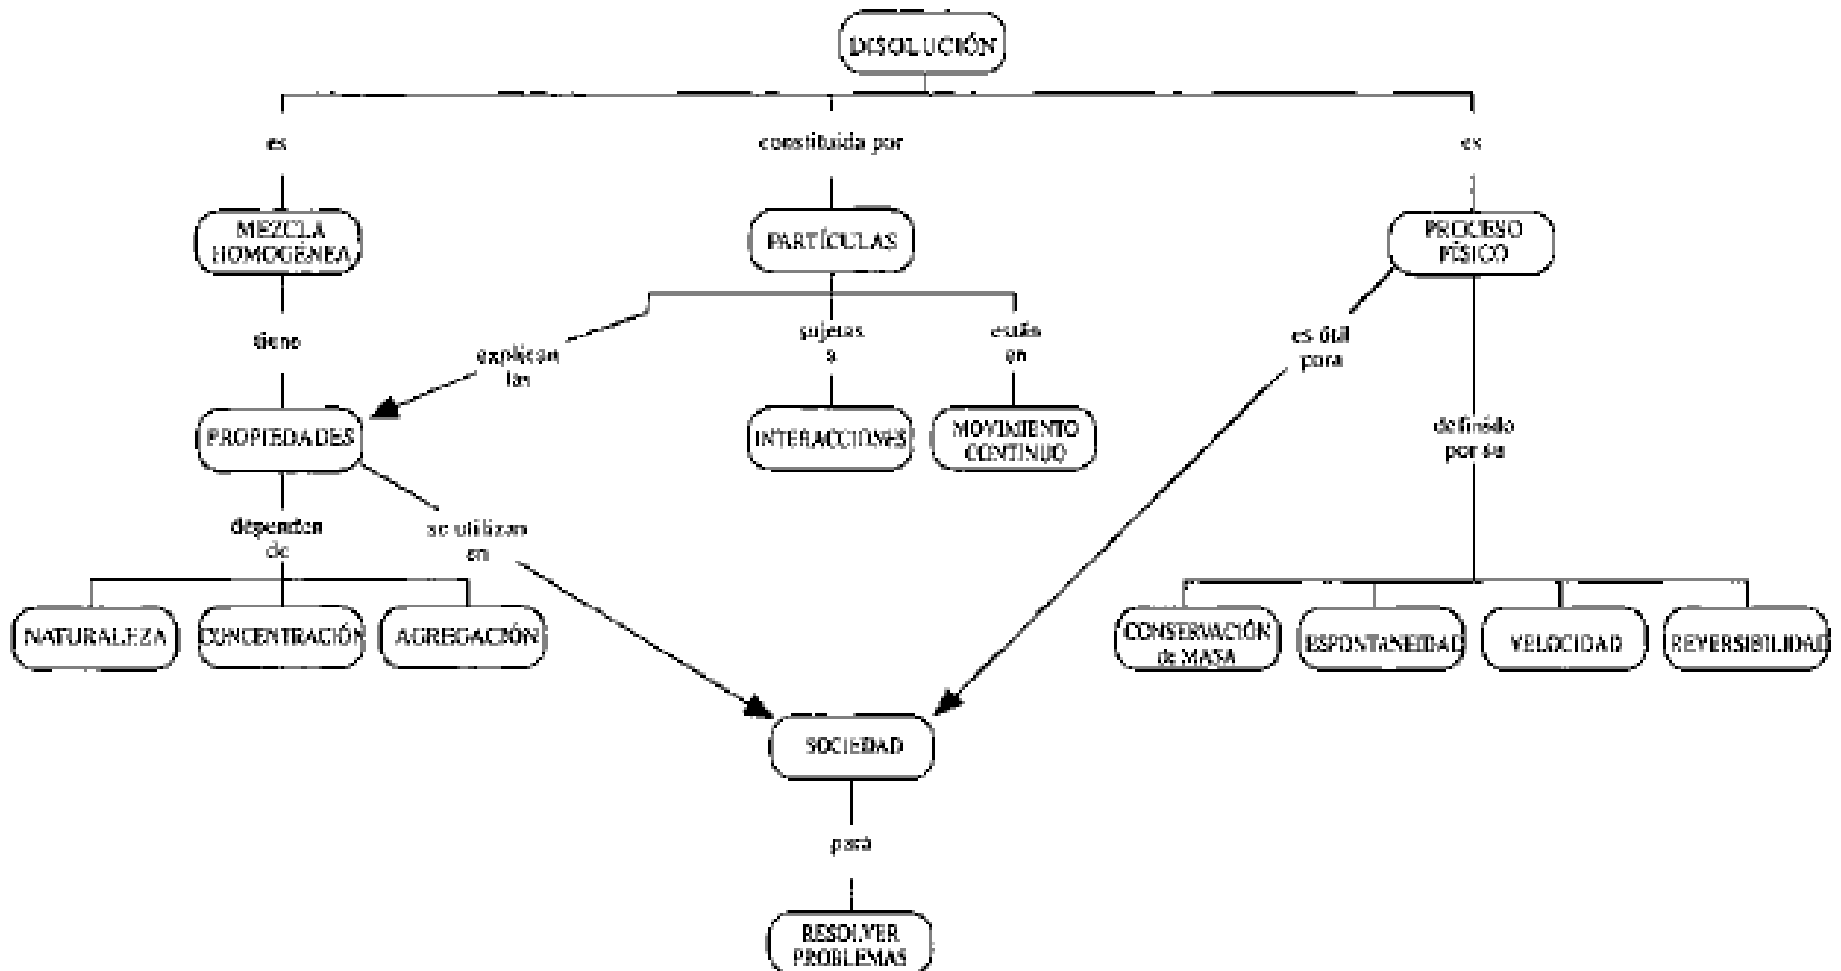 DISOLUCIÓN
es
constituida por
es
MEZCLA
HOMOGÉNEA
PARTÍCULAS
PROCESO
FÍSICO
tiene
explican
las
sujetas
a
están
en
es útil
para
PROPIEDADES
INTERACCIONES
MOVIMIENTO
CONTINUO
definido
por su
dependen
de
se utilizan
en
NATURALEZA
CONCENTRACIÓN
AGREGACIÓN
CONSERVACIÓN
de MASA
ESPONTANEIDAD
VELOCIDAD
REVERSIBILIDAD
SOCIEDAD
para
RESOLVER
PROBLEMAS